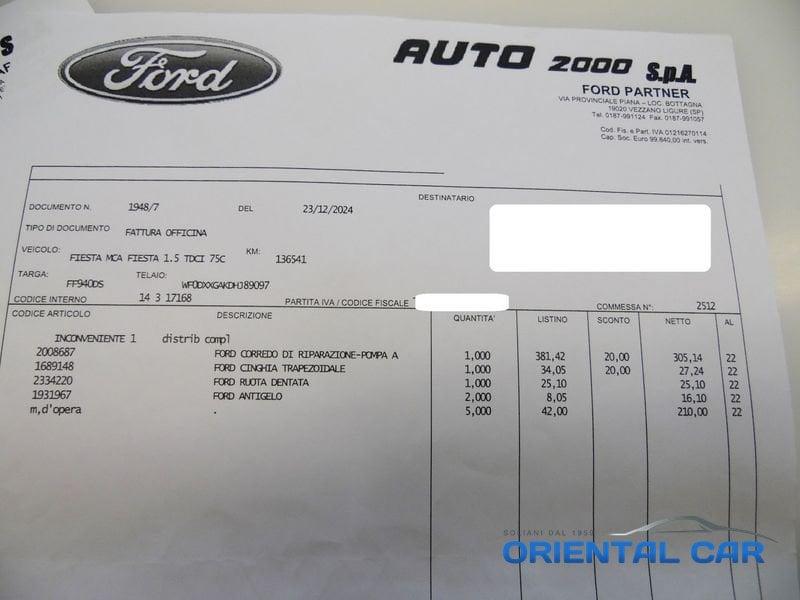 Ford
AUTO 2000 S.p.A.
FORD PARTNER
VIA PROVINCIALE PIANA – LOC. BOTTAGNA
19020 VEZZANO LIGURE (SP)
Tel. 0187-991124 Fax. 0187-991057
Cod. Fis. e Part. IVA 01216270114
Cap. Soc. Euro 99.840,00 int. vers.
DESTINATARIO
DOCUMENTO N. 1948/7 DEL 23/12/2024
TIPO DI DOCUMENTO FATTURA OFFICINA
VEICOLO: FIESTA MCA FIESTA 1.5 TDCI 75C KM: 136541
TARGA: FF940DS TELAIO: WF0DXXGAKDHJ89097
CODICE INTERNO 14 3 17168 PARTITA IVA / CODICE FISCALE COMMESSA N°: 2512
CODICE ARTICOLO DESCRIZIONE QUANTITA' LISTINO SCONTO NETTO AL
INCONVENIENTE 1 distrib compl
2008687 FORD CORREDO DI RIPARAZIONE-POMPA A 1,000 381,42 20,00 305,14 22
1689148 FORD CINGHIA TRAPEZOIDALE 1,000 34,05 20,00 27,24 22
2334220 FORD RUOTA DENTATA 1,000 25,10 25,10 22
1931967 FORD ANTIGELO 2,000 8,05 16,10 22
m,d'opera . 5,000 42,00 210,00 22
SOLIANI DAL 1959
ORIENTAL CAR